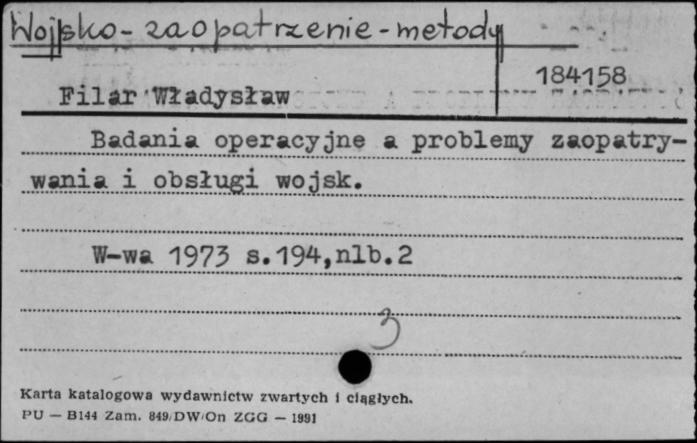 Wojsko - zaopatrzenie - metody
184158
Filar Władysław
Badania operacyjne a problemy zaopatry-
wania i obsługi wojsk.
W-wa 1973 s.194,nlb.2
3
Karta katalogowa wydawnictw zwartych i ciągłych.
PU — B144 Zam. 849/DW/On ZGG — 1991